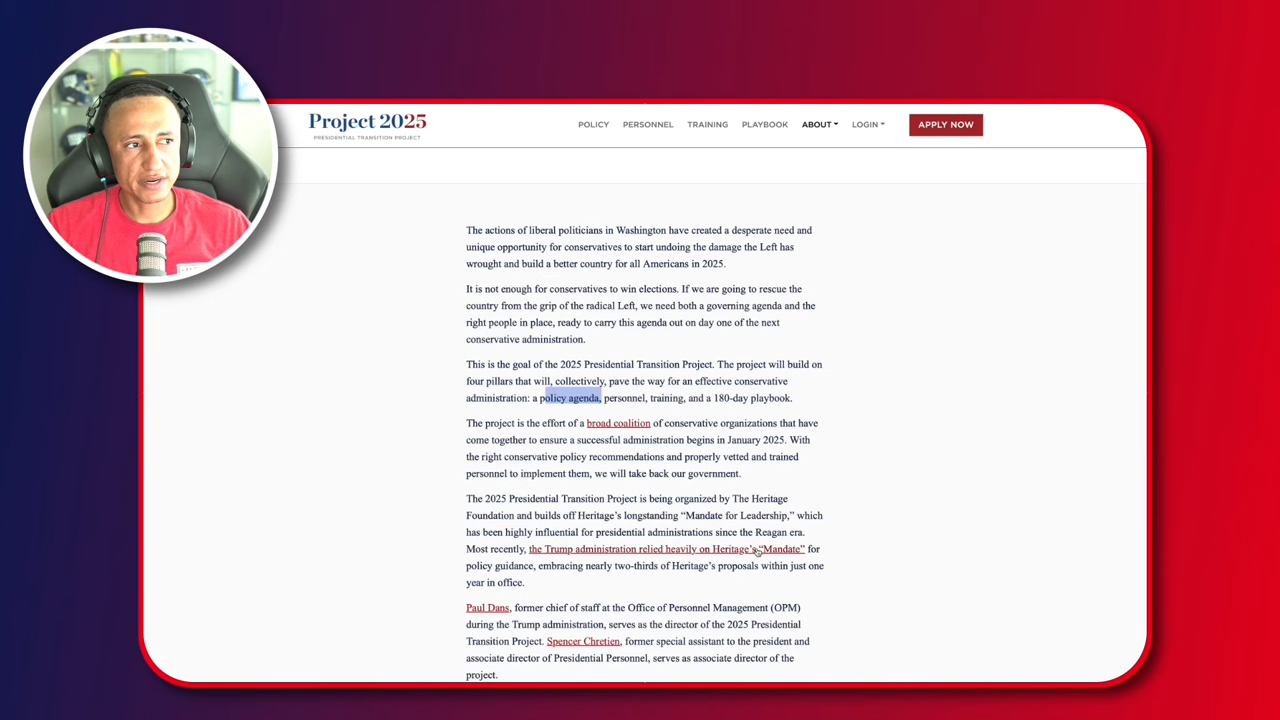 Project 2025
PRESIDENTIAL TRANSITION PROJECT
POLICY PERSONNEL TRAINING PLAYBOOK ABOUT LOGIN APPLY NOW
The actions of liberal politicians in Washington have created a desperate need and
unique opportunity for conservatives to start undoing the damage the Left has
wrought and build a better country for all Americans in 2025.
It is not enough for conservatives to win elections. If we are going to rescue the
country from the grip of the radical Left, we need both a governing agenda and the
right people in place, ready to carry this agenda out on day one of the next
conservative administration.
This is the goal of the 2025 Presidential Transition Project. The project will build on
four pillars that will, collectively, pave the way for an effective conservative
administration: a policy agenda, personnel, training, and a 180-day playbook.
The project is the effort of a broad coalition of conservative organizations that have
come together to ensure a successful administration begins in January 2025. With
the right conservative policy recommendations and properly vetted and trained
personnel to implement them, we will take back our government.
The 2025 Presidential Transition Project is being organized by The Heritage
Foundation and builds off Heritage’s longstanding “Mandate for Leadership,” which
has been highly influential for presidential administrations since the Reagan era.
Most recently, the Trump administration relied heavily on Heritage’s “Mandate” for
policy guidance, embracing nearly two-thirds of Heritage’s proposals within just one
year in office.
Paul Dans, former chief of staff at the Office of Personnel Management (OPM)
during the Trump administration, serves as the director of the 2025 Presidential
Transition Project. Spencer Chretien, former special assistant to the president and
associate director of Presidential Personnel, serves as associate director of the
project.